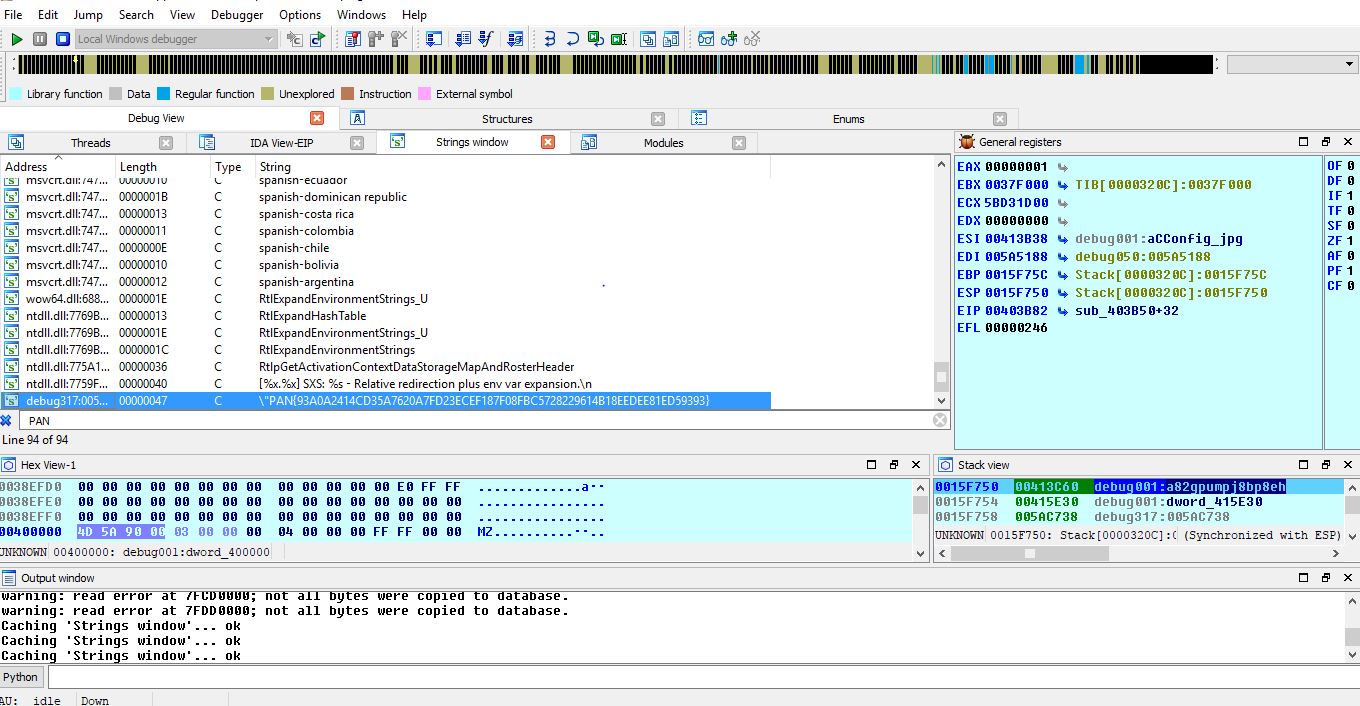 File Edit Jump Search View Debugger Options Windows Help
Local Windows debugger
Library function Data Regular function Unexplored Instruction External symbol
Debug View Structures Enums
Threads IDA View-EIP Strings window Modules General registers
Address Length Type String
msvcrt.dll:747... 00000010 C spanish-ecuador
msvcrt.dll:747... 0000001B C spanish-dominican republic
msvcrt.dll:747... 00000013 C spanish-costa rica
msvcrt.dll:747... 00000011 C spanish-colombia
msvcrt.dll:747... 0000000E C spanish-chile
msvcrt.dll:747... 00000010 C spanish-bolivia
msvcrt.dll:747... 00000012 C spanish-argentina
wow64.dll:688... 0000001E C RtlExpandEnvironmentStrings_U
ntdll.dll:7769B... 00000013 C RtlExpandHashTable
ntdll.dll:7769B... 0000001E C RtlExpandEnvironmentStrings_U
ntdll.dll:7769B... 0000001C C RtlExpandEnvironmentStrings
ntdll.dll:775A1... 00000036 C RtlpGetActivationContextDataStorageMapAndRosterHeader
ntdll.dll:7759F... 00000040 C [%x.%x] SXS: %s - Relative redirection plus env var expansion.\n
debug317:005... 00000047 C \"PAN{93A0A2414CD35A7620A7FD23ECEF187F08FBC5728229614B18EEDEE81ED59393}
PAN
Line 94 of 94
EAX 00000001
EBX 0037F000 TIB[0000320C]:0037F000
ECX 5BD31D00
EDX 00000000
ESI 00413B38 debug001:aCConfig_jpg
EDI 005A5188 debug050:005A5188
EBP 0015F75C Stack[0000320C]:0015F75C
ESP 0015F750 Stack[0000320C]:0015F750
EIP 00403B82 sub_403B50+32
EFL 00000246
OF 0
DF 0
IF 1
TF 0
SF 0
ZF 1
AF 0
PF 1
CF 0
Hex View-1
0038EFD0 00 00 00 00 00 00 00 00 00 00 00 00 00 E0 FF FF .............a··
0038EFE0 00 00 00 00 00 00 00 00 00 00 00 00 00 00 00 00 ................
0038EFF0 00 00 00 00 00 00 00 00 00 00 00 00 00 00 00 00 ................
00400000 4D 5A 90 00 03 00 00 00 04 00 00 00 FF FF 00 00 MZ..........··..
UNKNOWN 00400000: debug001:dword_400000
Stack view
0015F750 00413C60 debug001:a82gpumpj8bp8eh
0015F754 00415E30 debug001:dword_415E30
0015F758 005AC738 debug317:005AC738
UNKNOWN 0015F750: Stack[0000320C]:( (Synchronized with ESP)
Output window
warning: read error at 7FCD0000; not all bytes were copied to database.
warning: read error at 7FDD0000; not all bytes were copied to database.
Caching 'Strings window'... ok
Caching 'Strings window'... ok
Caching 'Strings window'... ok
Python
AU: idle Down